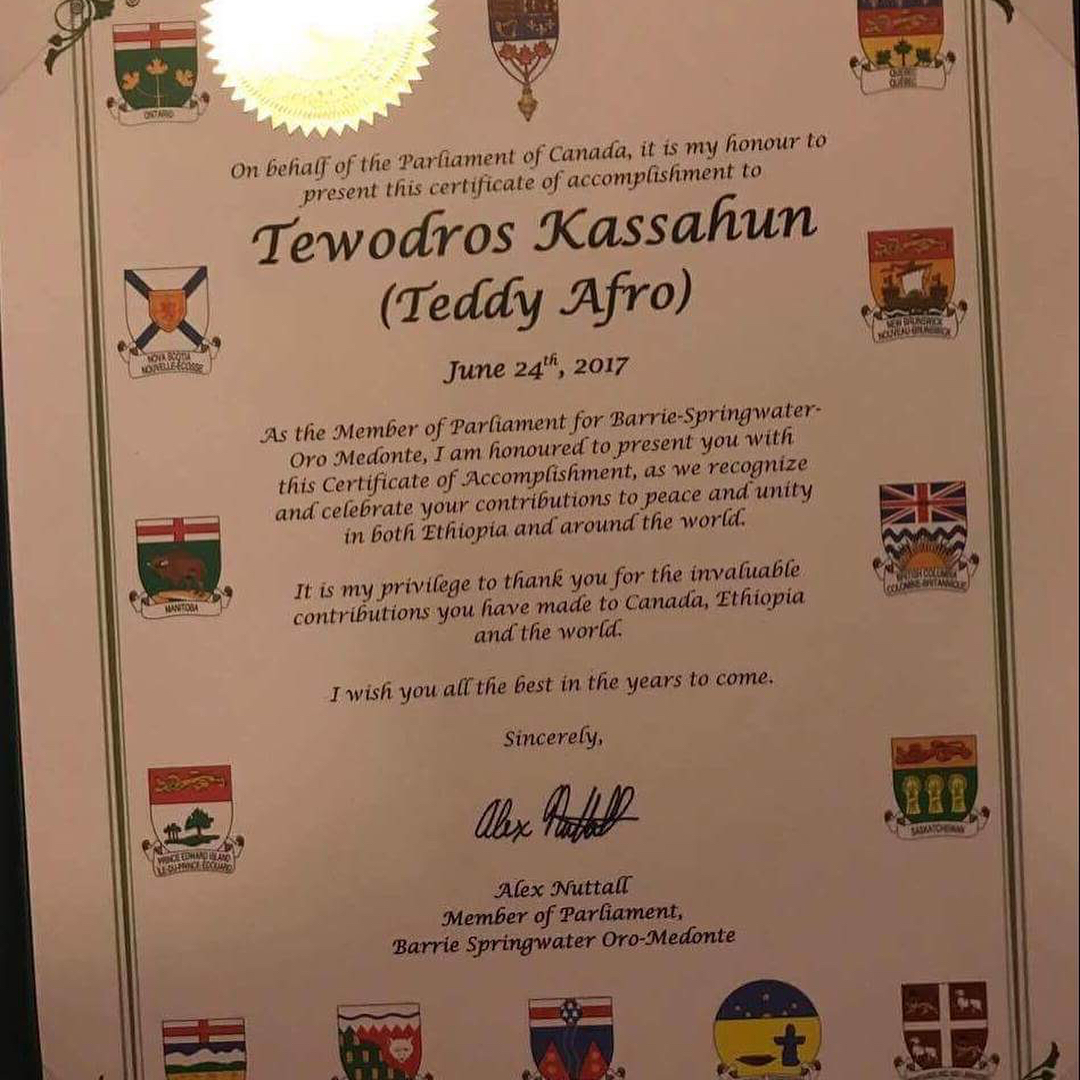 ONTARIO
QUEBEC
QUÉBEC
On behalf of the Parliament of Canada, it is my honour to
present this certificate of accomplishment to
Tewodros Kassahun
(Teddy Afro)
June 24th, 2017
NOVA SCOTIA
NOUVELLE-ÉCOSSE
NEW BRUNSWICK
NOUVEAU-BRUNSWICK
As the Member of Parliament for Barrie-Springwater-
Oro Medonte, I am honoured to present you with
this Certificate of Accomplishment, as we recognize
and celebrate your contributions to peace and unity
in both Ethiopia and around the world.
MANITOBA
BRITISH COLUMBIA
COLOMBIE-BRITANNIQUE
It is my privilege to thank you for the invaluable
contributions you have made to Canada, Ethiopia
and the world.
I wish you all the best in the years to come.
Sincerely,
Alex Nuttall
PRINCE EDWARD ISLAND
ÎLE-DU-PRINCE-ÉDOUARD
SASKATCHEWAN
Alex Nuttall
Member of Parliament,
Barrie Springwater Oro-Medonte